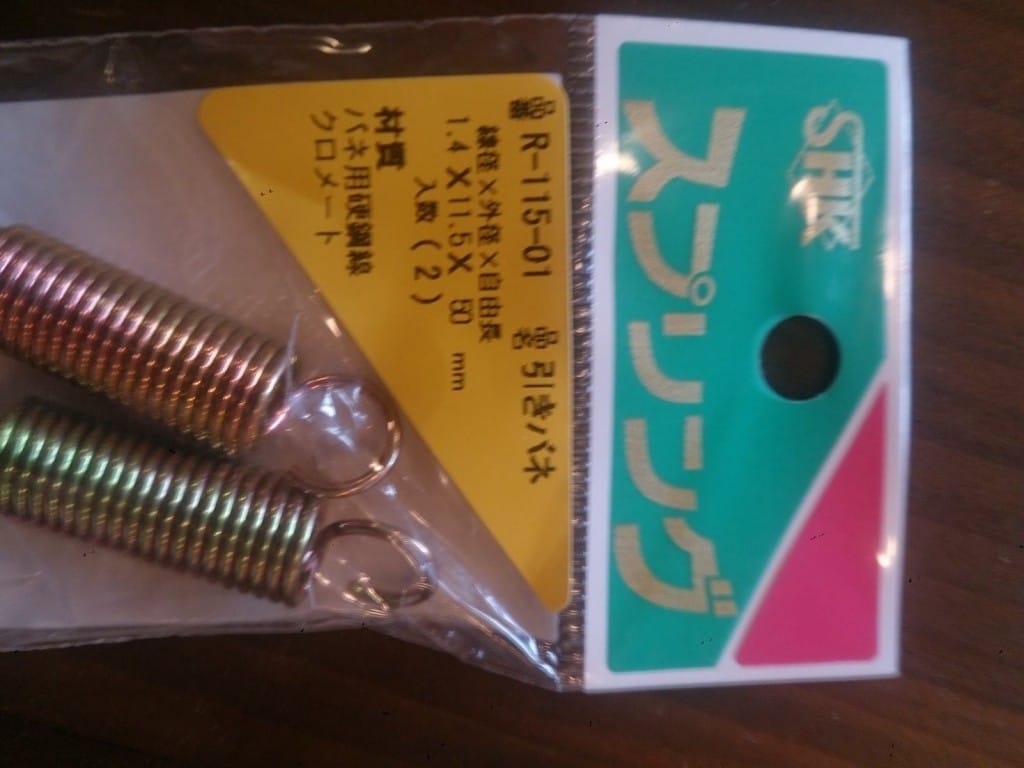 SHK
スプリング
品番 R-115-01 品名 引きバネ
線径×外径×自由長
1.4×11.5×50 mm
入数(2)
材質
バネ用硬鋼線
クロメート